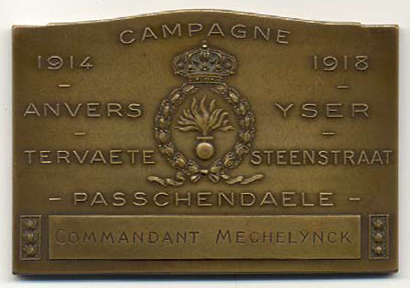 CAMPAGNE
1914 1918
- -
ANVERS YSER
- -
TERVAETE STEENSTRAAT
- PASSCHENDAELE -
COMMANDANT MECHELYNCK